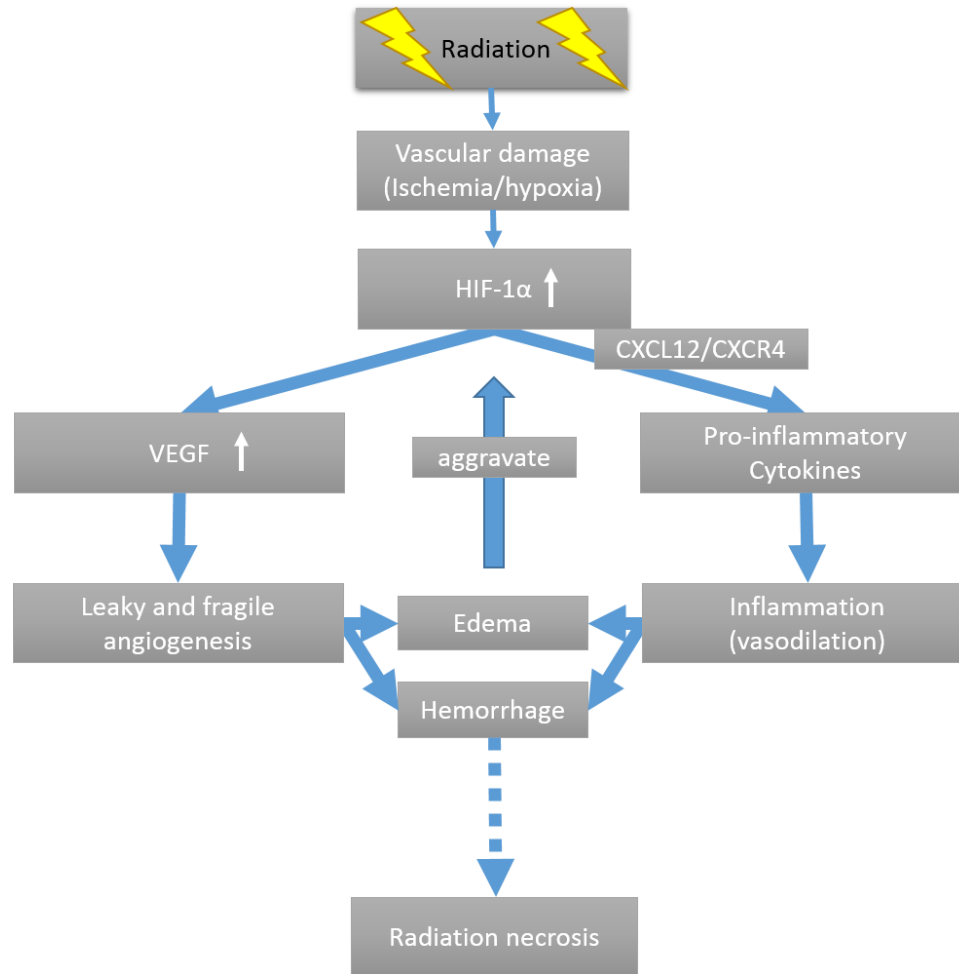 Radiation
Vascular damage
(Ischemia/hypoxia)
HIF-1α
CXCL12/CXCR4
VEGF
aggravate
Pro-inflammatory
Cytokines
Leaky and fragile
angiogenesis
Edema
Inflammation
(vasodilation)
Hemorrhage
Radiation necrosis